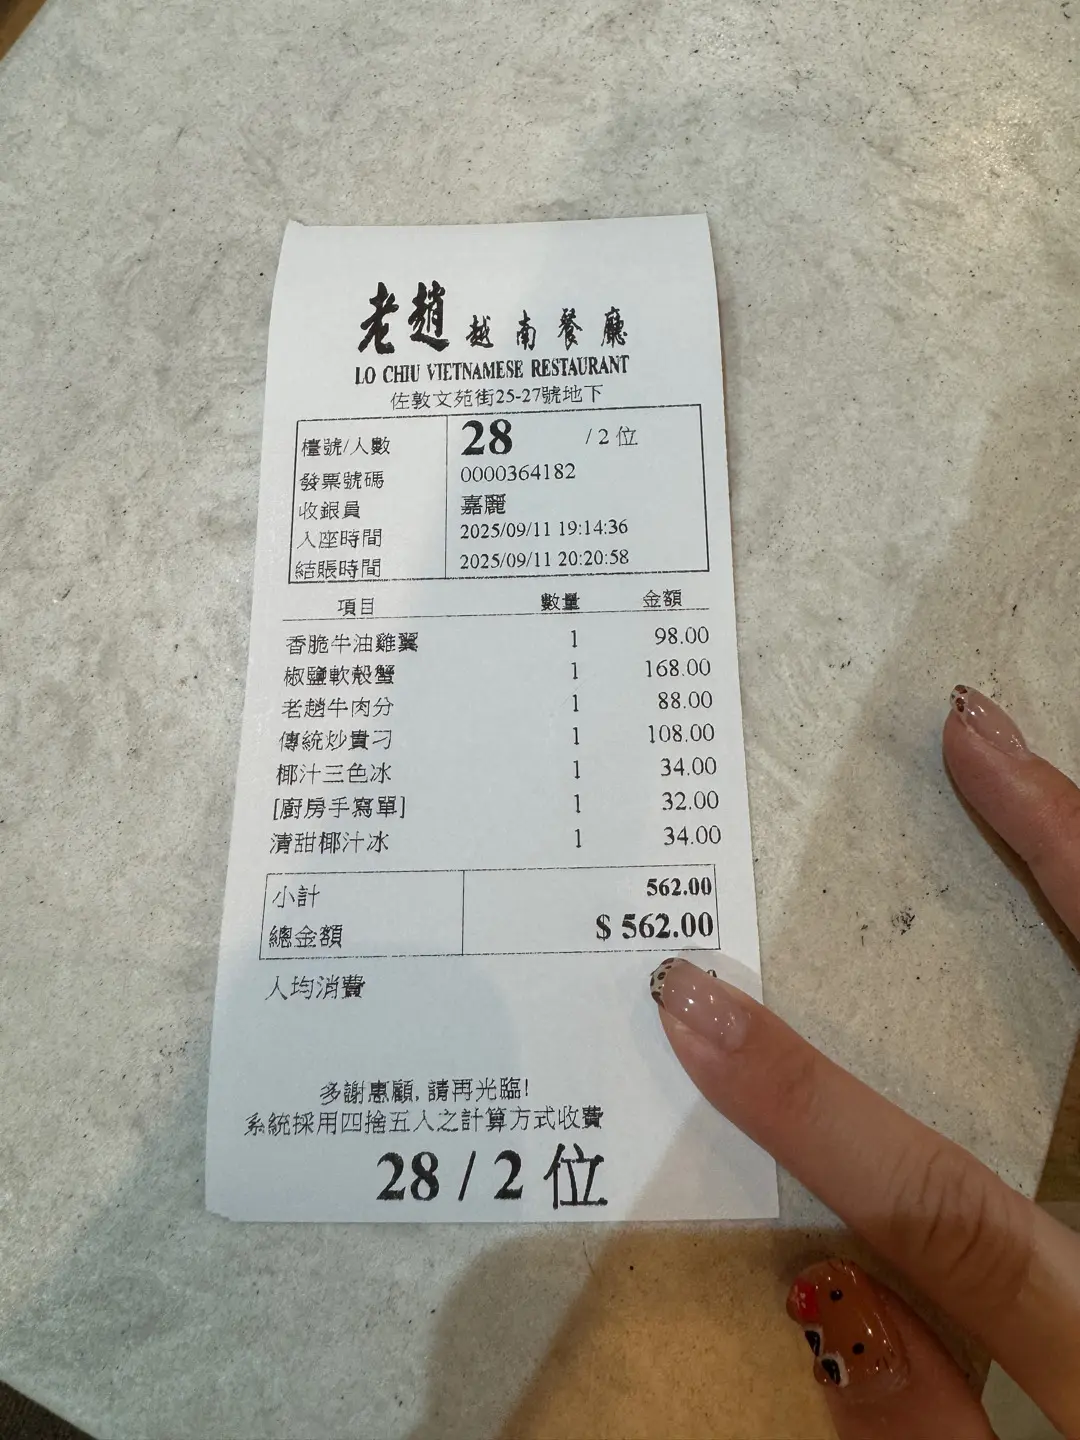 老趙 越南餐廳
LO CHIU VIETNAMESE RESTAURANT
佐敦文苑街25-27號地下
檯號/人數 28 / 2 位
發票號碼 0000364182
收銀員 嘉麗
入座時間 2025/09/11 19:14:36
結賬時間 2025/09/11 20:20:58
項目 數量 金額
香脆牛油雞翼 1 98.00
椒鹽軟殼蟹 1 168.00
老趙牛肉分 1 88.00
傳統炒貴刁 1 108.00
椰汁三色冰 1 34.00
[廚房手寫單] 1 32.00
清甜椰汁冰 1 34.00
小計 562.00
總金額 $ 562.00
人均消費
多謝惠顧, 請再光臨!
系統採用四捨五入之計算方式收費
28 / 2 位